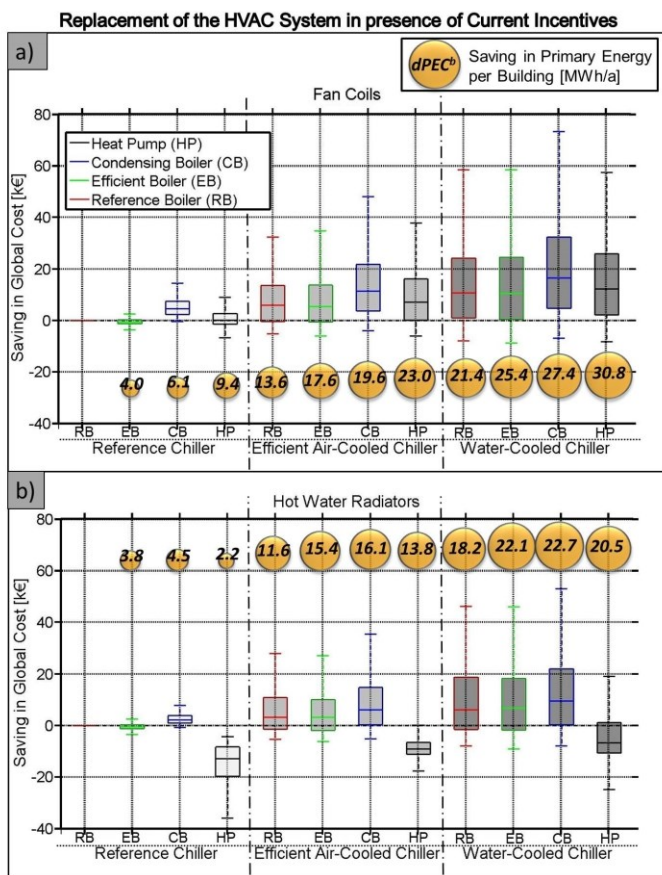 Replacement of the HVAC System in presence of Current Incentives
a)
dPECᵇ
Saving in Primary Energy
per Building [MWh/a]
Fan Coils
Saving in Global Cost [k€]
80
60
40
20
0
-20
-40
Heat Pump (HP)
Condensing Boiler (CB)
Efficient Boiler (EB)
Reference Boiler (RB)
4.0 6.1 9.4 13.6 17.6 19.6 23.0 21.4 25.4 27.4 30.8
RB EB CB HP RB EB CB HP RB EB CB HP
Reference Chiller Efficient Air-Cooled Chiller Water-Cooled Chiller
b)
Hot Water Radiators
Saving in Global Cost [k€]
80
60
40
20
0
-20
-40
3.8 4.5 2.2 11.6 15.4 16.1 13.8 18.2 22.1 22.7 20.5
RB EB CB HP RB EB CB HP RB EB CB HP
Reference Chiller Efficient Air-Cooled Chiller Water-Cooled Chiller